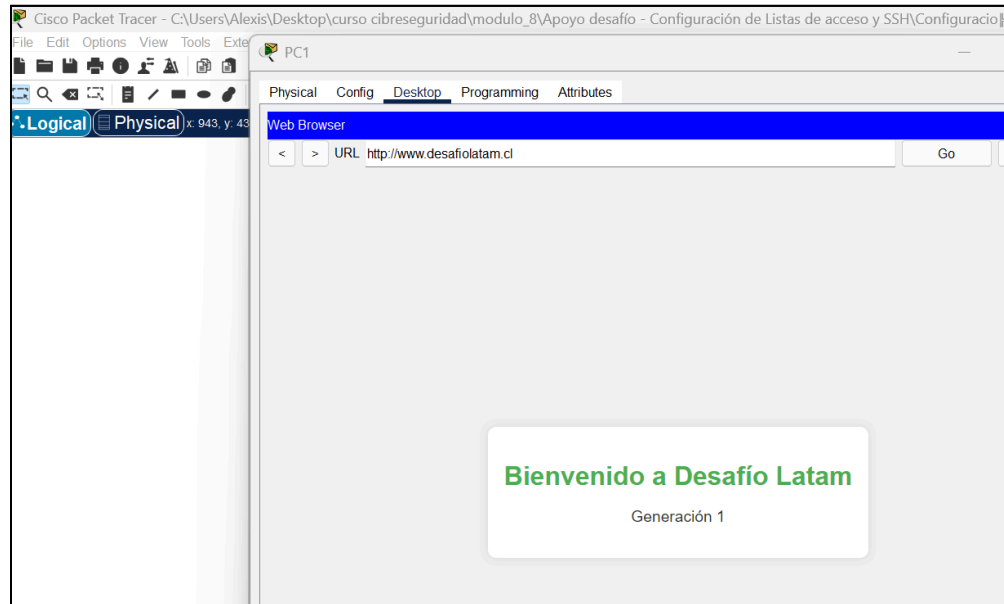 Cisco Packet Tracer - C:\Users\Alexis\Desktop\curso cibreseguridad\modulo_8\Apoyo desafío - Configuración de Listas de acceso y SSH\Configuracio
File Edit Options View Tools Exte
PC1
Physical Config Desktop Programming Attributes
Logical Physical x: 943, y: 43
Web Browser
< > URL http://www.desafiolatam.cl Go
Bienvenido a Desafío Latam
Generación 1